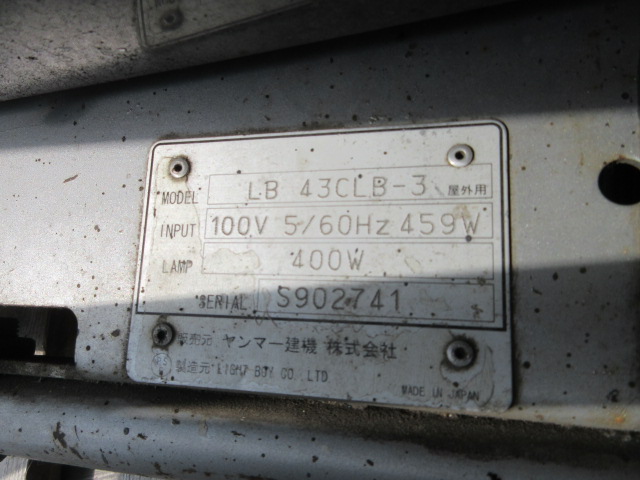 MODEL LB 43CLB-3 屋外用
INPUT 100V 5/60Hz 459W
LAMP 400W
SERIAL S902741
販売元 ヤンマー建機 株式会社
製造元 LIGHT BOY CO. LTD
MADE IN JAPAN